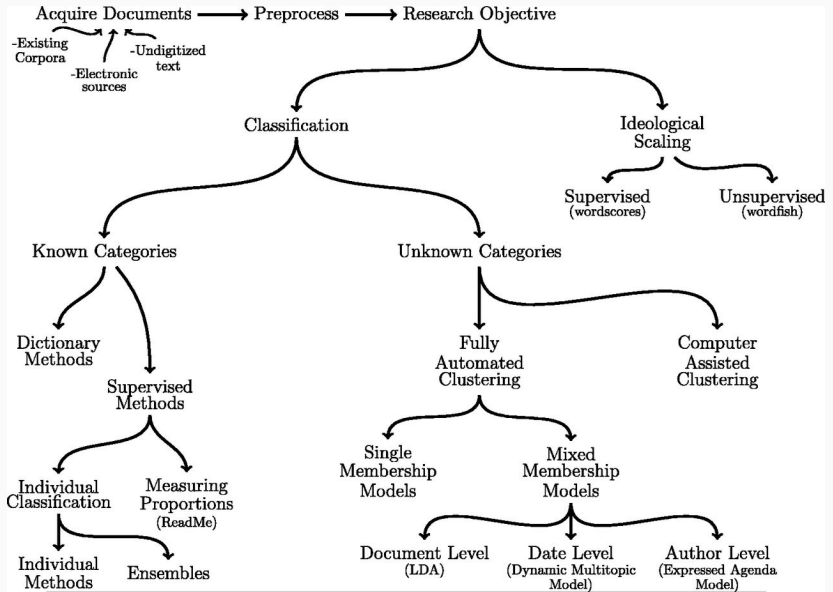 Acquire Documents
Preprocess
Research Objective
-Existing
Corpora
-Electronic
sources
-Undigitized
text
Classification
Ideological
Scaling
Supervised
(wordscores)
Unsupervised
(wordfish)
Known Categories
Unknown Categories
Dictionary
Methods
Supervised
Methods
Fully
Automated
Clustering
Computer
Assisted
Clustering
Individual
Classification
Measuring
Proportions
(ReadMe)
Single
Membership
Models
Mixed
Membership
Models
Individual
Methods
Ensembles
Document Level
(LDA)
Date Level
(Dynamic Multitopic
Model)
Author Level
(Expressed Agenda
Model)